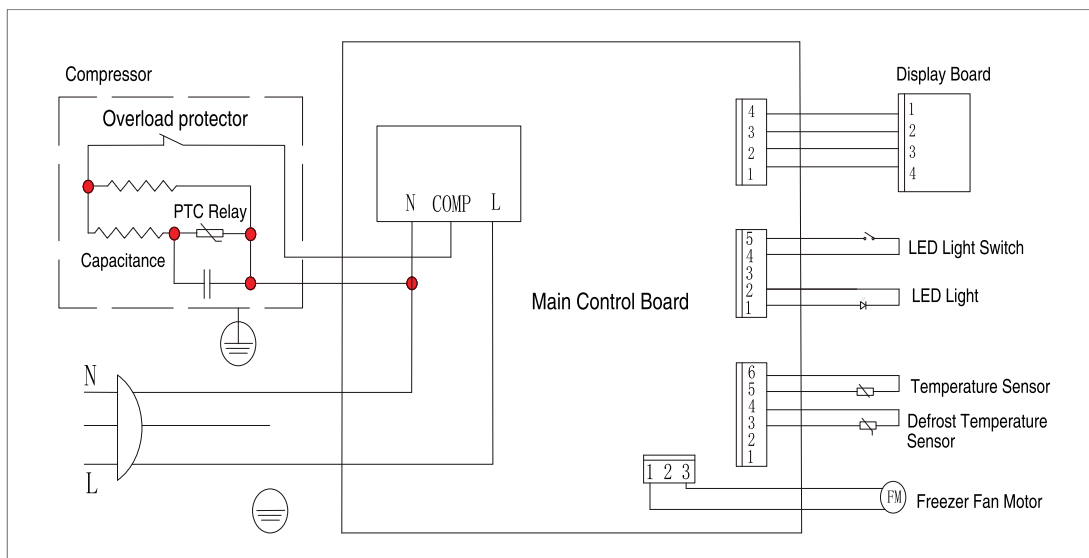 Compressor
Overload protector
PTC Relay
Capacitance
N COMP L
Main Control Board
N
L
4
3
2
1
Display Board
1
2
3
4
5
4
3
2
1
LED Light Switch
LED Light
6
5
4
3
2
1
Temperature Sensor
Defrost Temperature
Sensor
1 2 3
FM
Freezer Fan Motor